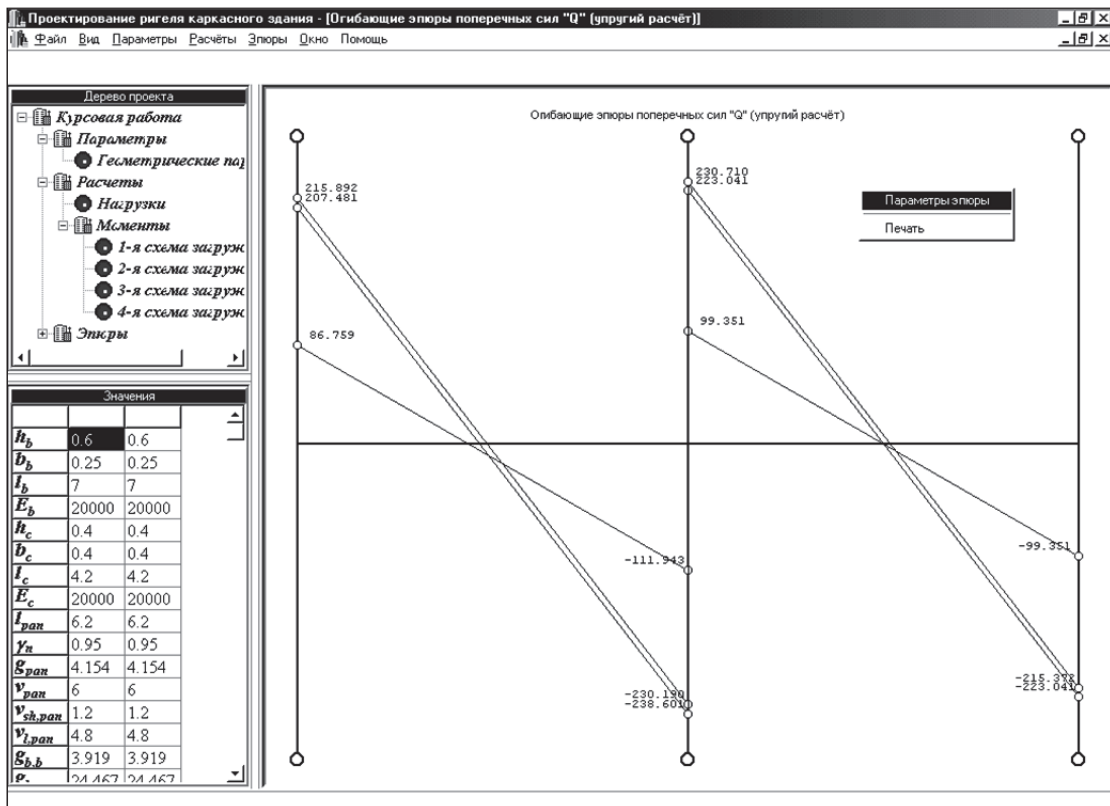 Проектирование ригеля каркасного здания - [Огибающие эпюры поперечных сил "Q" (упругий расчёт)]
Файл Вид Параметры Расчёты Эпюры Окно Помощь
Дерево проекта
Курсовая работа
Параметры
Геометрические пар
Расчеты
Нагрузки
Моменты
1-я схема загруж
2-я схема загруж
3-я схема загруж
4-я схема загруж
Эпюры
Значения
h_b 0.6 0.6
b_b 0.25 0.25
l_b 7 7
E_b 20000 20000
h_c 0.4 0.4
b_c 0.4 0.4
l_c 4.2 4.2
E_c 20000 20000
l_pan 6.2 6.2
γ_n 0.95 0.95
g_pan 4.154 4.154
v_pan 6 6
v_sh,pan 1.2 1.2
v_l,pan 4.8 4.8
g_b,b 3.919 3.919
24.467 24.467
Огибающие эпюры поперечных сил "Q" (упругий расчёт)
215.892
207.481
86.759
230.710
223.041
99.351
Параметры эпюры
Печать
-111.943
-99.351
-230.190
-238.601
-215.372
-223.041